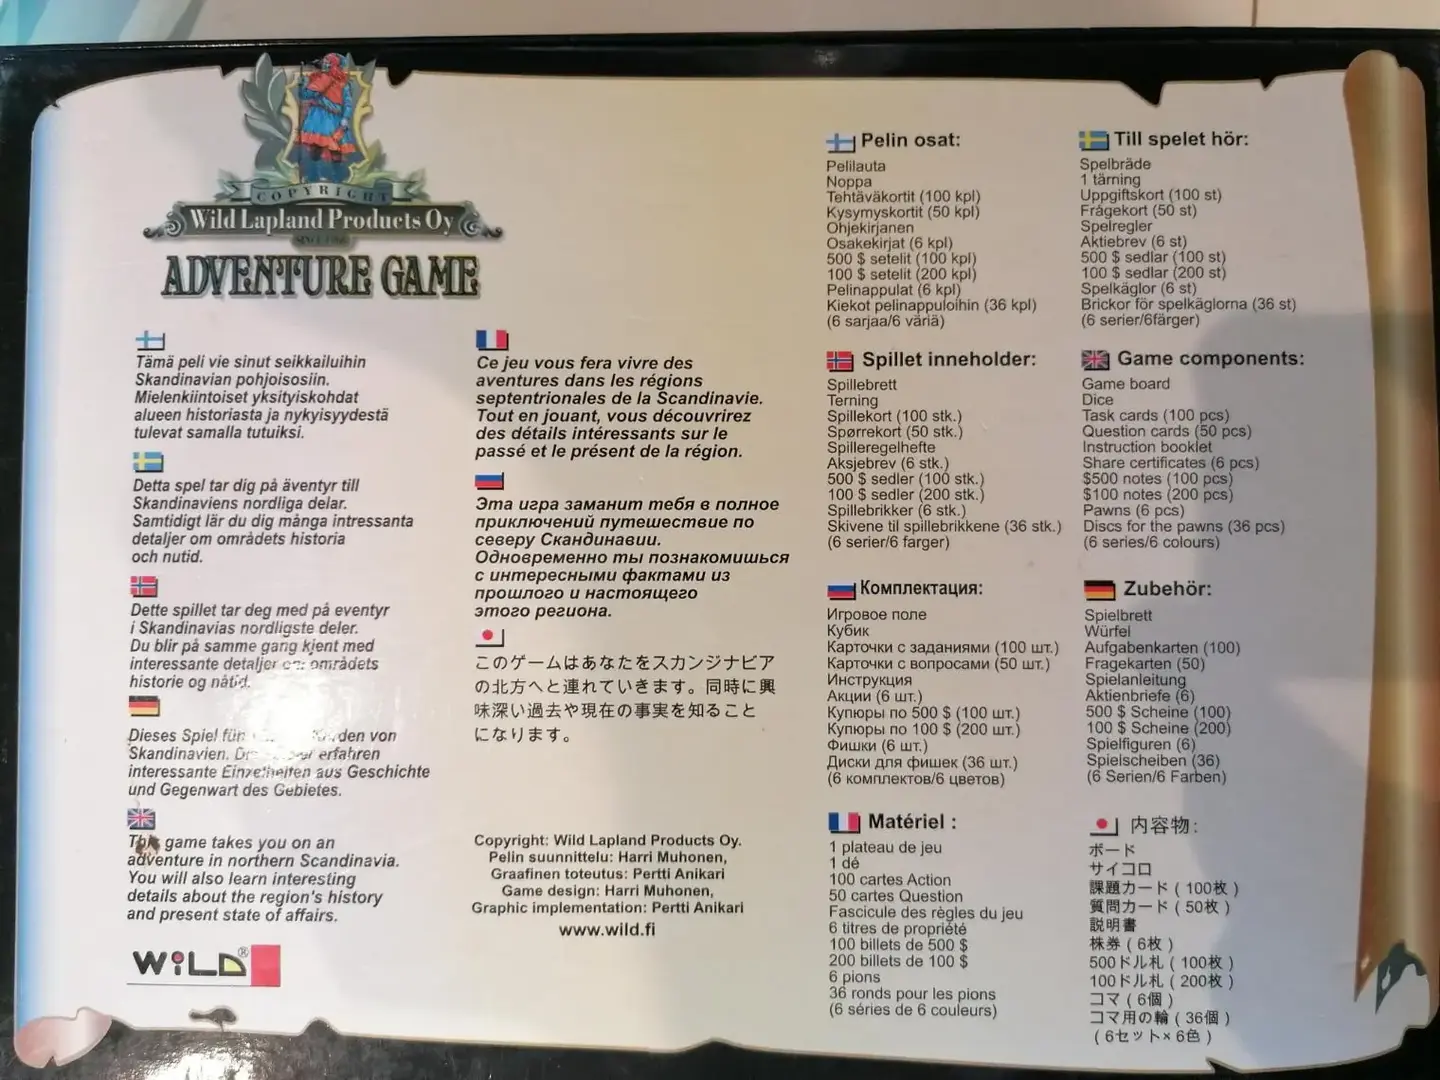 COPYRIGHT
Wild Lapland Products Oy
ADVENTURE GAME
Tämä peli vie sinut seikkailuihin
Skandinavian pohjoisosiin.
Mielenkiintoiset yksityiskohdat
alueen historiasta ja nykyisyydestä
tulevat samalla tutuiksi.
Detta spel tar dig på äventyr till
Skandinaviens nordliga delar.
Samtidigt lär du dig många intressanta
detaljer om områdets historia
och nutid.
Dette spillet tar deg med på eventyr
i Skandinavias nordligste deler.
Du blir på samme gang kjent med
interessante detaljer om områdets
historie og nåtid.
Dieses Spiel von
Skandinavien. erfahren
interessante Einzelheiten aus Geschichte
und Gegenwart des Gebietes.
This game takes you on an
adventure in northern Scandinavia.
You will also learn interesting
details about the region's history
and present state of affairs.
WiLD®
Ce jeu vous fera vivre des
aventures dans les régions
septentrionales de la Scandinavie.
Tout en jouant, vous découvrirez
des détails intéressants sur le
passé et le présent de la région.
Эта игра заманит тебя в полное
приключений путешествие по
северу Скандинавии.
Одновременно ты познакомишься
с интересными фактами из
прошлого и настоящего
этого региона.
このゲームはあなたをスカンジナビア
の北方へと連れていきます。同時に興
味深い過去や現在の事実を知ること
になります。
Copyright: Wild Lapland Products Oy.
Pelin suunnittelu: Harri Muhonen,
Graafinen toteutus: Pertti Anikari
Game design: Harri Muhonen,
Graphic implementation: Pertti Anikari
www.wild.fi
Pelin osat:
Pelilauta
Noppa
Tehtäväkortit (100 kpl)
Kysymyskortit (50 kpl)
Ohjekirjanen
Osakekirjat (6 kpl)
500 $ setelit (100 kpl)
100 $ setelit (200 kpl)
Pelinappulat (6 kpl)
Kiekot pelinappuloihin (36 kpl)
(6 sarjaa/6 väriä)
Till spelet hör:
Spelbräde
1 tärning
Uppgiftskort (100 st)
Frågekort (50 st)
Spelregler
Aktiebrev (6 st)
500 $ sedlar (100 st)
100 $ sedlar (200 st)
Spelkäglor (6 st)
Brickor för spelkäglorna (36 st)
(6 serier/6färger)
Spillet inneholder:
Spillebrett
Terning
Spillekort (100 stk.)
Spørrekort (50 stk.)
Spilleregelhefte
Aksjebrev (6 stk.)
500 $ sedler (100 stk.)
100 $ sedler (200 stk.)
Spillebrikker (6 stk.)
Skivene til spillebrikkene (36 stk.)
(6 serier/6 farger)
Game components:
Game board
Dice
Task cards (100 pcs)
Question cards (50 pcs)
Instruction booklet
Share certificates (6 pcs)
$500 notes (100 pcs)
$100 notes (200 pcs)
Pawns (6 pcs)
Discs for the pawns (36 pcs)
(6 series/6 colours)
Комплектация:
Игровое поле
Кубик
Карточки с заданиями (100 шт.)
Карточки с вопросами (50 шт.)
Инструкция
Акции (6 шт.)
Купюры по 500 $ (100 шт.)
Купюры по 100 $ (200 шт.)
Фишки (6 шт.)
Диски для фишек (36 шт.)
(6 комплектов/6 цветов)
Zubehör:
Spielbrett
Würfel
Aufgabenkarten (100)
Fragekarten (50)
Spielanleitung
Aktienbriefe (6)
500 $ Scheine (100)
100 $ Scheine (200)
Spielfiguren (6)
Spielscheiben (36)
(6 Serien/6 Farben)
Matériel :
1 plateau de jeu
1 dé
100 cartes Action
50 cartes Question
Fascicule des règles du jeu
6 titres de propriété
100 billets de 500 $
200 billets de 100 $
6 pions
36 ronds pour les pions
(6 séries de 6 couleurs)
内容物:
ボード
サイコロ
課題カード ( 100枚 )
質問カード ( 50枚 )
説明書
株券 ( 6枚 )
500ドル札 ( 100枚 )
100ドル札 ( 200枚 )
コマ ( 6個 )
コマ用の輪 ( 36個 )
( 6セット× 6色 )